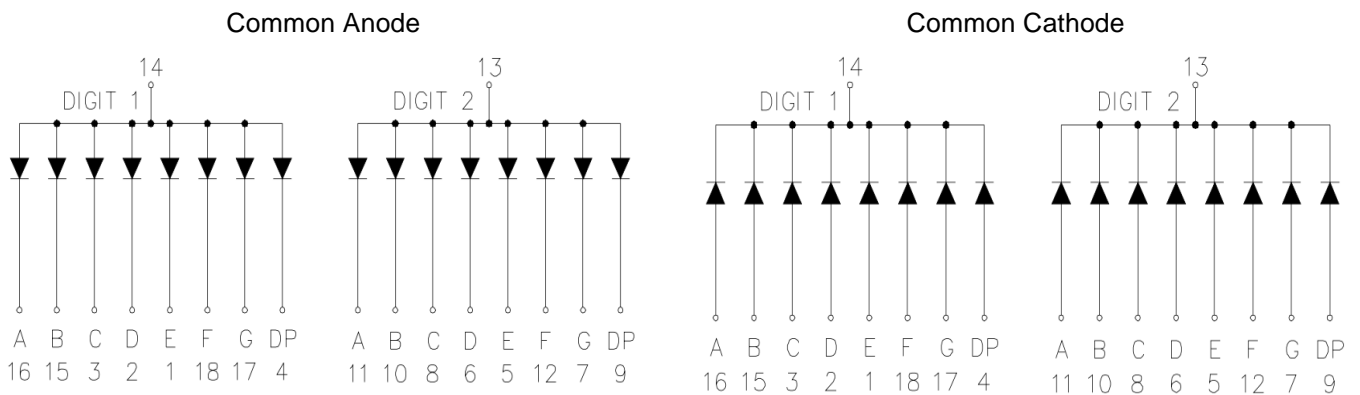 Common Anode Common Cathode
14 13 14 13
DIGIT 1 DIGIT 2 DIGIT 1 DIGIT 2
A B C D E F G DP A B C D E F G DP A B C D E F G DP A B C D E F G DP
16 15 3 2 1 18 17 4 11 10 8 6 5 12 7 9 16 15 3 2 1 18 17 4 11 10 8 6 5 12 7 9